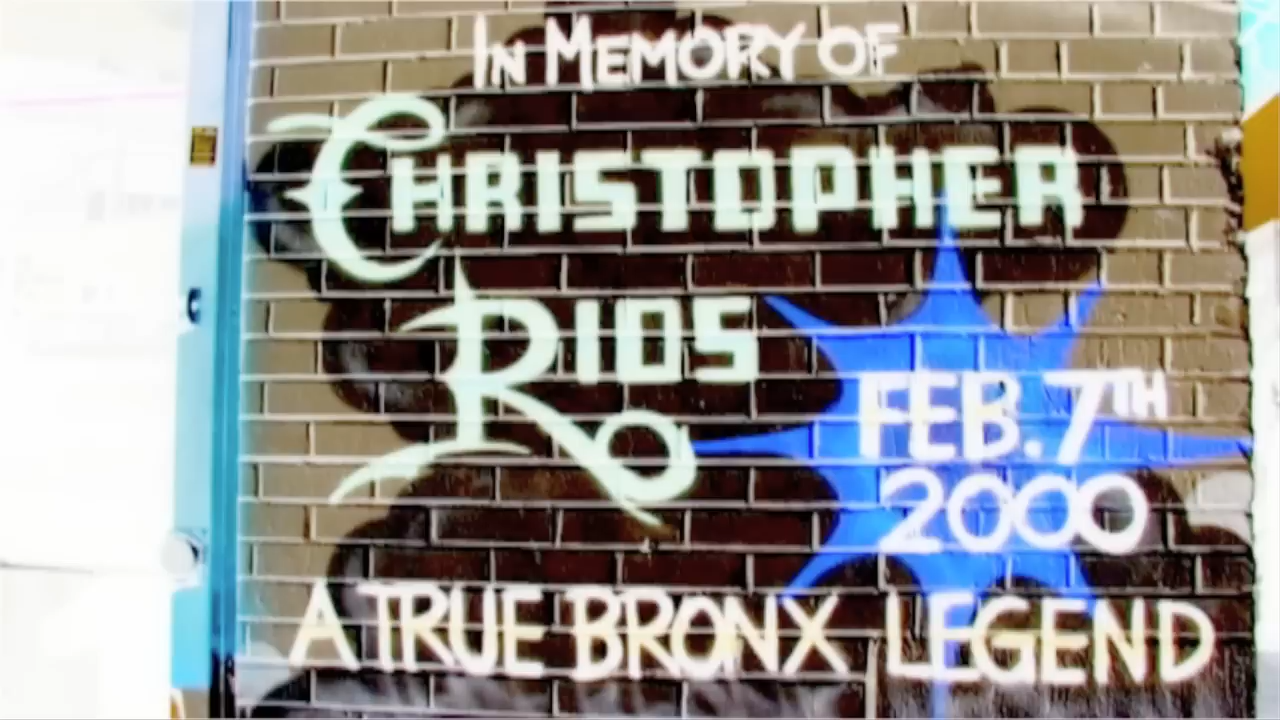 IN MEMORY OF
CHRISTOPHER
RIOS
FEB. 7TH
2000
A TRUE BRONX LEGEND